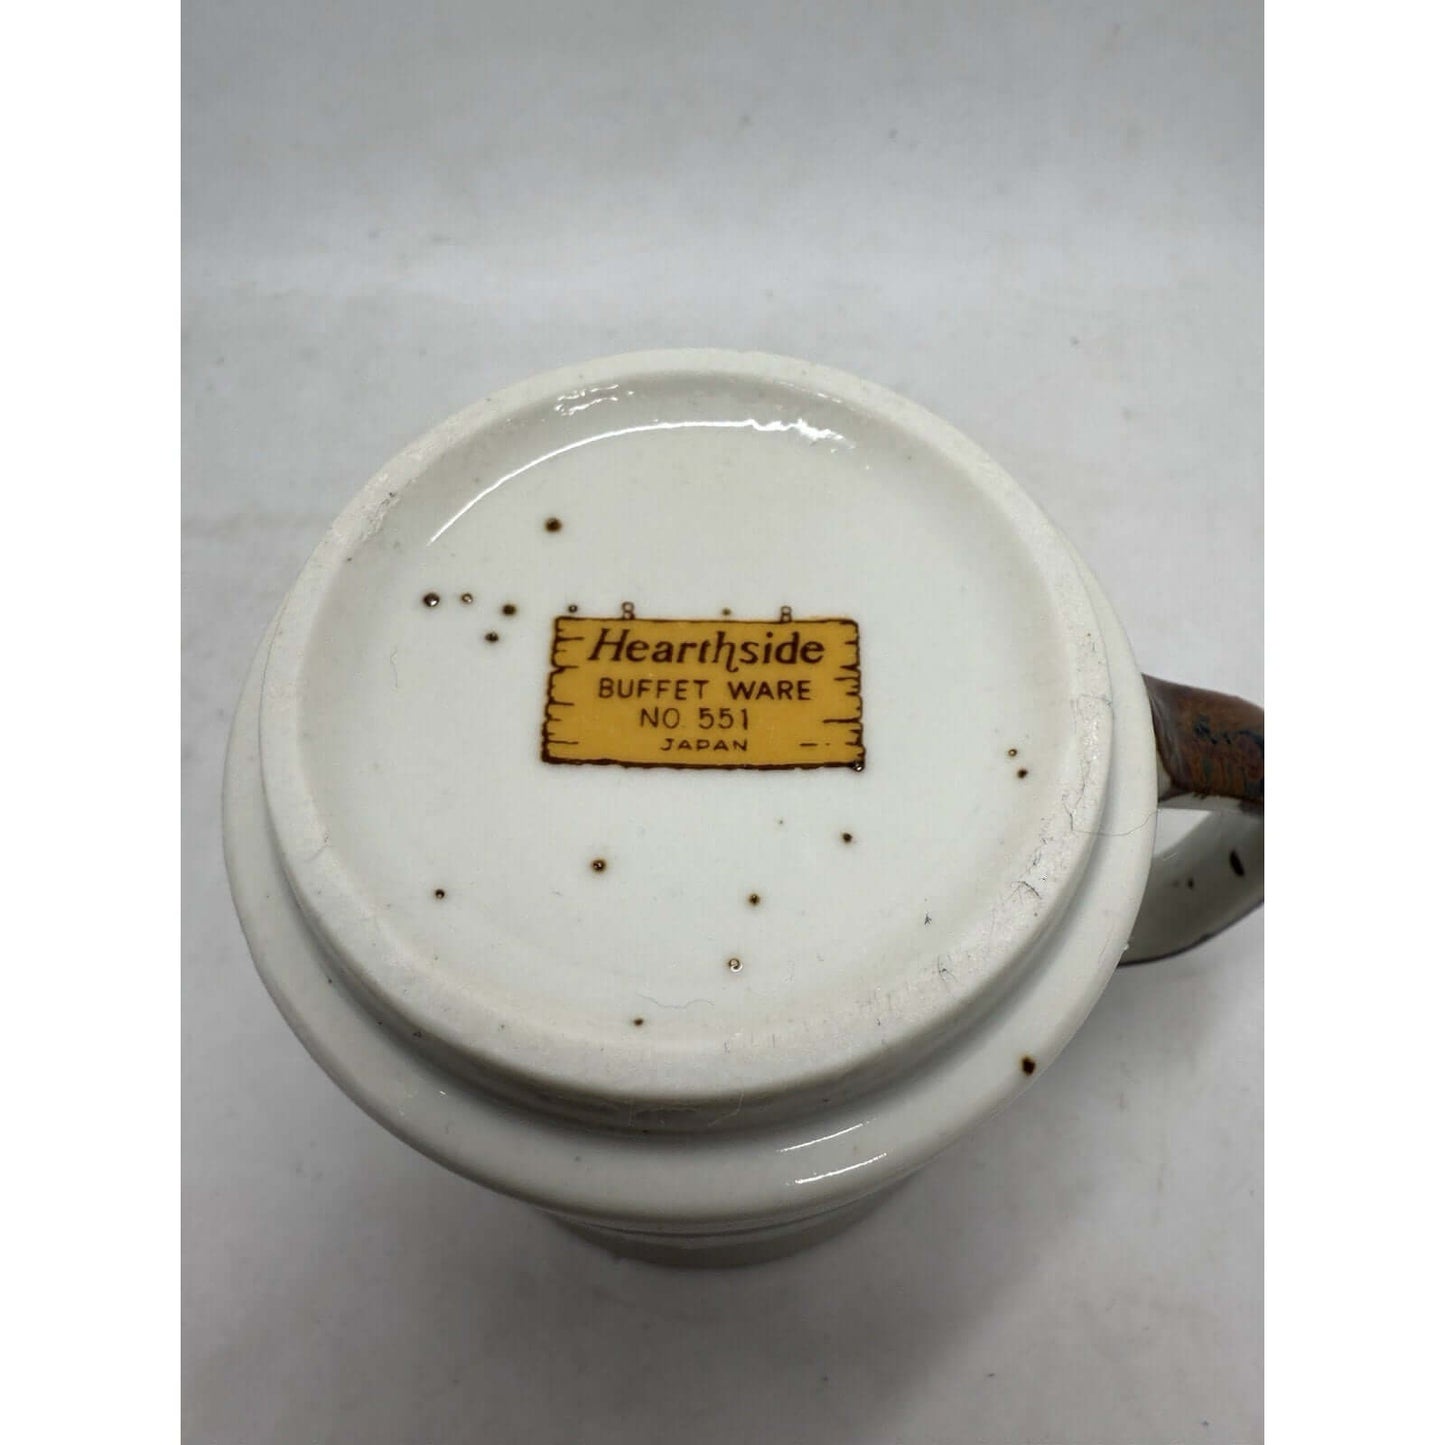 Hearthside
BUFFET WARE
NO. 551
JAPAN